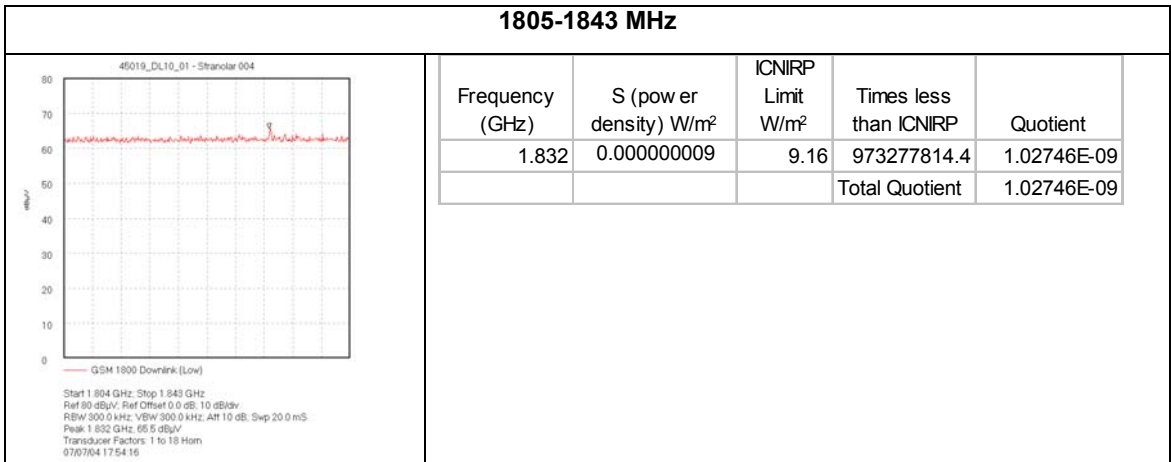 1805-1843 MHz
45019_DL10_01 - Stranolar 004
80
70
60
50
40
30
20
10
0
dBµV
GSM 1800 Downlink (Low)
Start 1.804 GHz; Stop 1.843 GHz
Ref 80 dBµV; Ref Offset 0.0 dB; 10 dB/div
RBW 300.0 kHz; VBW 300.0 kHz; Att 10 dB; Swp 20.0 mS
Peak 1.832 GHz, 65.5 dBµV
Transducer Factors: 1 to 18 Horn
07/07/04 17:54:16
Frequency (GHz) S (pow er density) W/m² ICNIRP Limit W/m² Times less than ICNIRP Quotient
1.832 0.000000009 9.16 973277814.4 1.02746E-09
Total Quotient 1.02746E-09